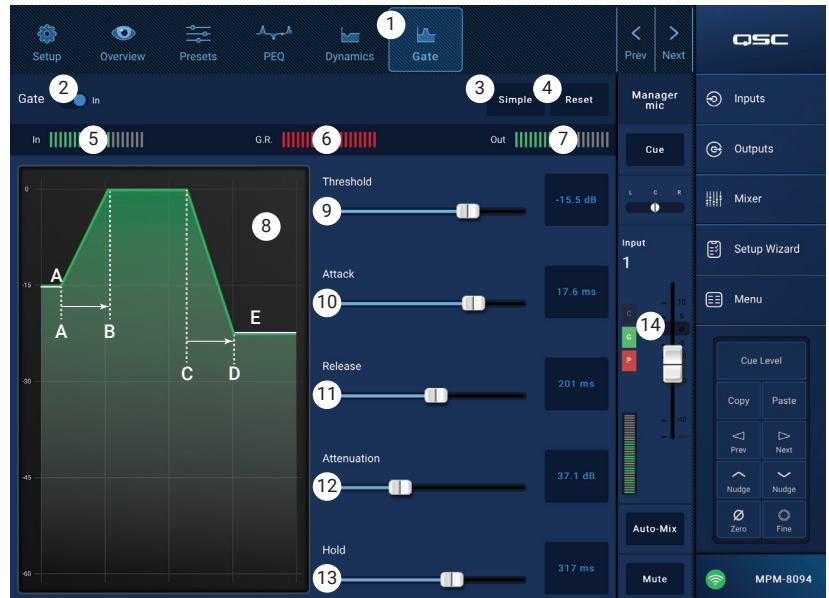 1
Setup
Overview
Presets
PEQ
Dynamics
Gate
Prev
Next
QSC
Gate
2
In
3
Simple
4
Reset
Manager
mic
Inputs
In
5
G.R.
6
Out
7
Cue
Outputs
0
-15
-30
-45
-60
8
A
A
B
C
D
E
Threshold
9
-15.5 dB
Attack
10
17.6 ms
Release
11
201 ms
Attenuation
12
37.1 dB
Hold
13
317 ms
L C R
Input
1
10
5
14
C
G
P
-40
Auto-Mix
Mute
Mixer
Setup Wizard
Menu
Cue Level
Copy
Paste
Prev
Next
Nudge
Nudge
Zero
Fine
MPM-8094